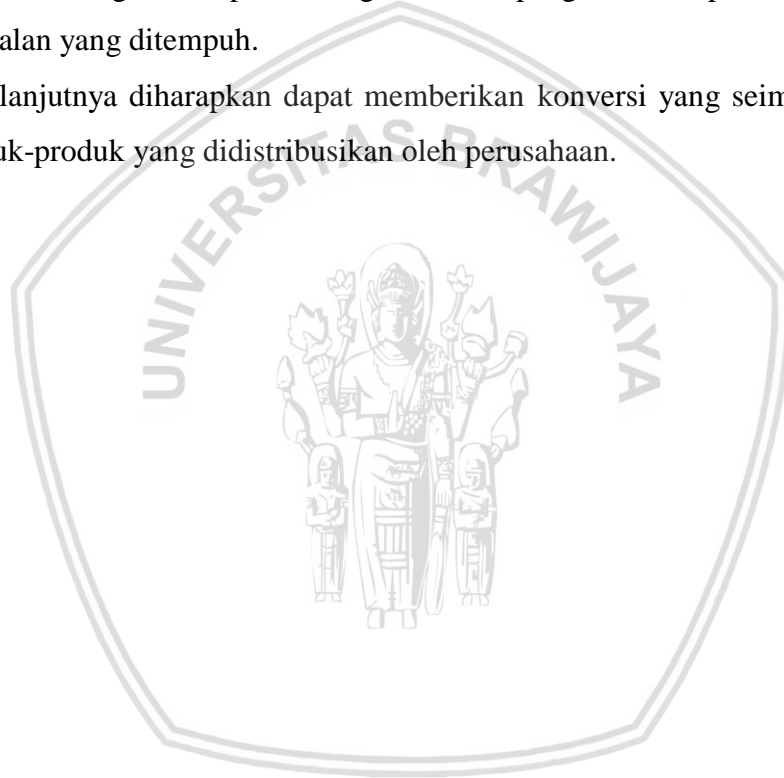 alan yang ditempuh.
lanjutnya diharapkan dapat memberikan konversi yang seim
uk-produk yang didistribusikan oleh perusahaan.
UNIVERSITAS BRAWIJAYA